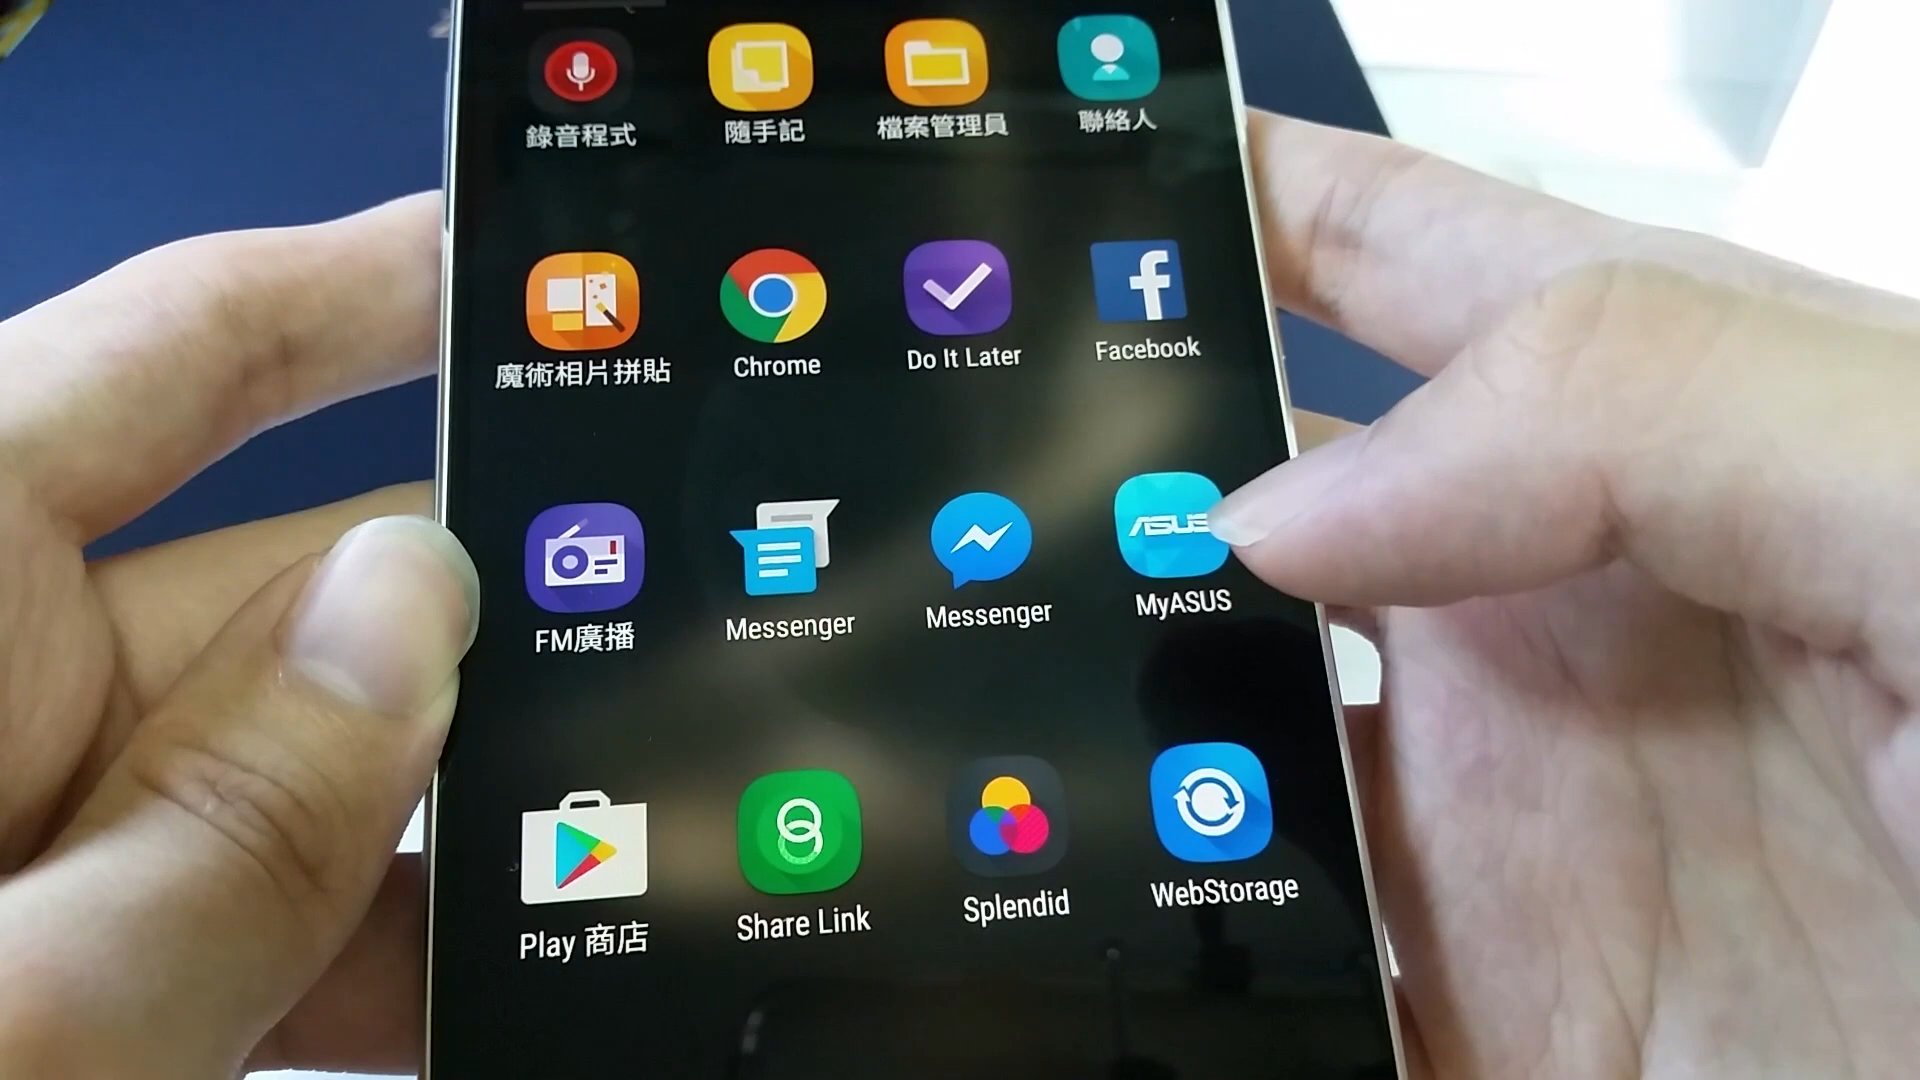 錄音程式
隨手記
檔案管理員
聯絡人
魔術相片拼貼
Chrome
Do It Later
Facebook
FM廣播
Messenger
Messenger
ASUS
MyASUS
Play 商店
Share Link
Splendid
WebStorage